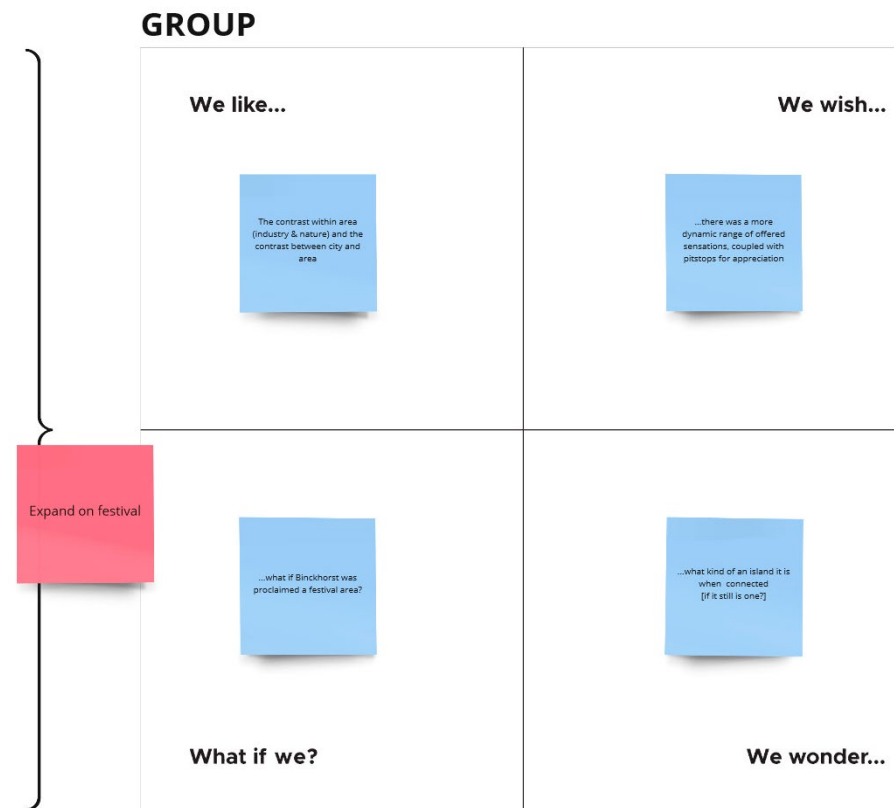 GROUP
We like...
We wish...
The contrast within area
(industry & nature) and the
contrast between city and
area
...there was a more
dynamic range of offered
sensations, coupled with
pitstops for appreciation
Expand on festival
...what if Binckhorst was
proclaimed a festival area?
...what kind of an island it is
when connected
[if it still is one?]
What if we?
We wonder...